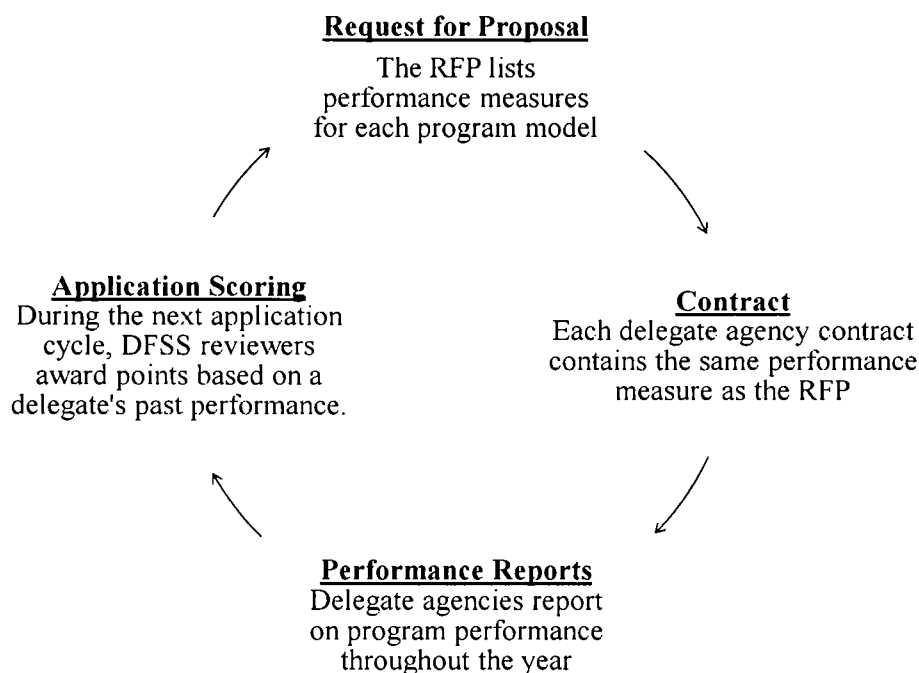 Request for Proposal
The RFP lists
performance measures
for each program model
Contract
Each delegate agency contract
contains the same performance
measure as the RFP
Performance Reports
Delegate agencies report
on program performance
throughout the year
Application Scoring
During the next application
cycle, DFSS reviewers
award points based on a
delegate's past performance.